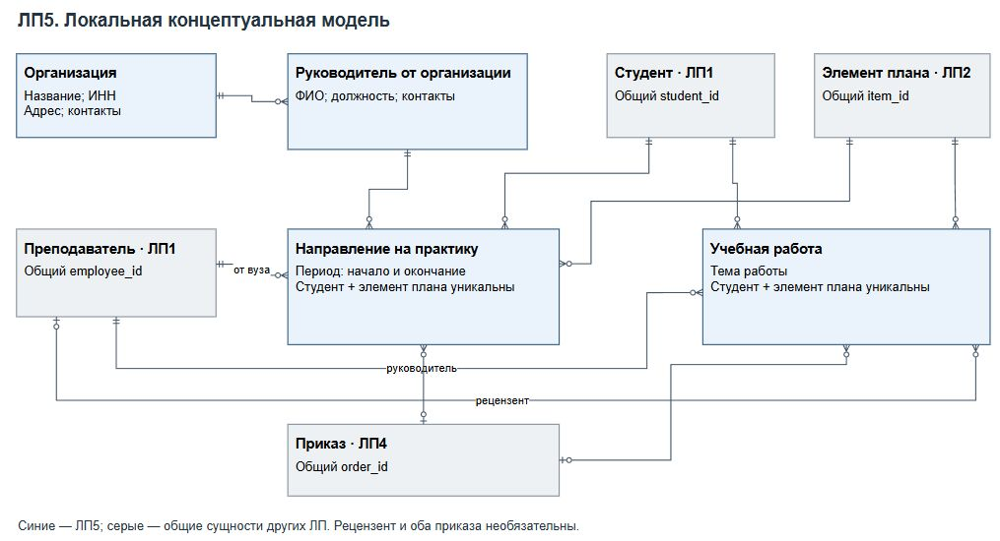 ЛП5. Локальная концептуальная модель
Организация
Название; ИНН
Адрес; контакты
Руководитель от организации
ФИО; должность; контакты
Студент · ЛП1
Общий student_id
Элемент плана · ЛП2
Общий item_id
Преподаватель · ЛП1
Общий employee_id
от вуза
Направление на практику
Период: начало и окончание
Студент + элемент плана уникальны
Учебная работа
Тема работы
Студент + элемент плана уникальны
руководитель
рецензент
Приказ · ЛП4
Общий order_id
Синие — ЛП5; серые — общие сущности других ЛП. Рецензент и оба приказа необязательны.